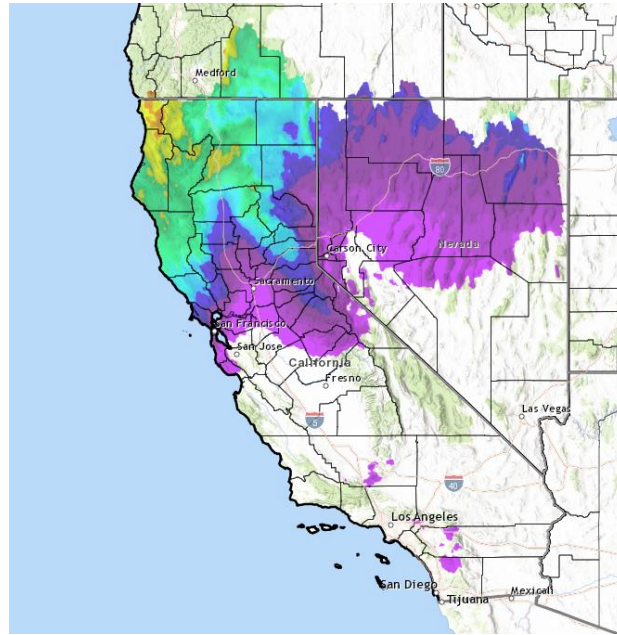 Medford
80
Carson City
Nevada
Sacramento
San Francisco
San Jose
California
Fresno
Las Vegas
5
40
Los Angeles
San Diego
Tijuana
Mexicali